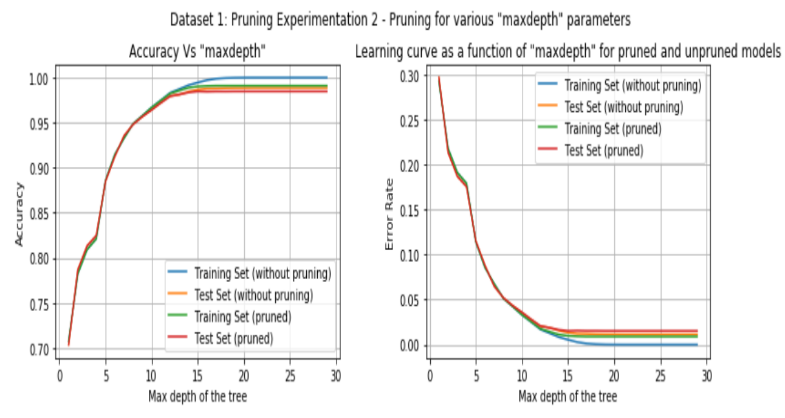 Dataset 1: Pruning Experimentation 2 - Pruning for various "maxdepth" parameters
Accuracy Vs "maxdepth"
1.00
0.95
0.90
0.85
0.80
0.75
0.70
Accuracy
Training Set (without pruning)
Test Set (without pruning)
Training Set (pruned)
Test Set (pruned)
0 5 10 15 20 25 30
Max depth of the tree
Learning curve as a function of "maxdepth" for pruned and unpruned models
0.30
0.25
0.20
0.15
0.10
0.05
0.00
Error Rate
Training Set (without pruning)
Test Set (without pruning)
Training Set (pruned)
Test Set (pruned)
0 5 10 15 20 25 30
Max depth of the tree